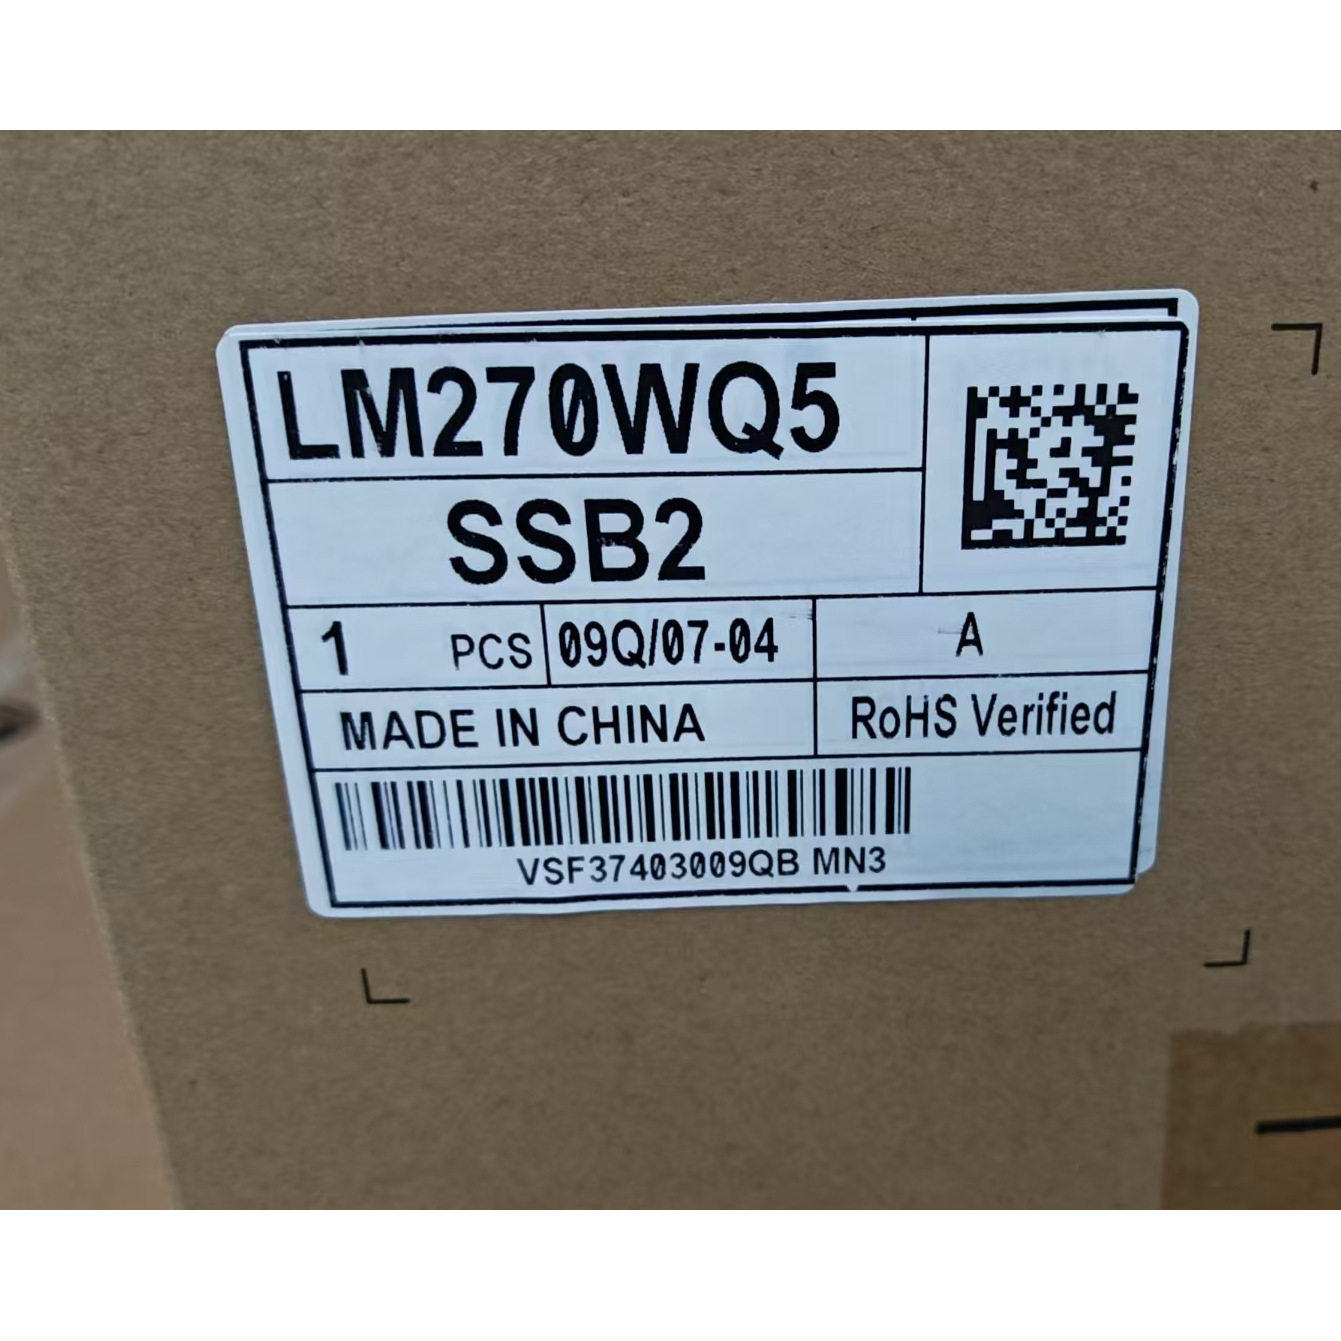 LM270WQ5
SSB2
1 PCS 09Q/07-04 A
MADE IN CHINA RoHS Verified
VSF37403009QB MN3